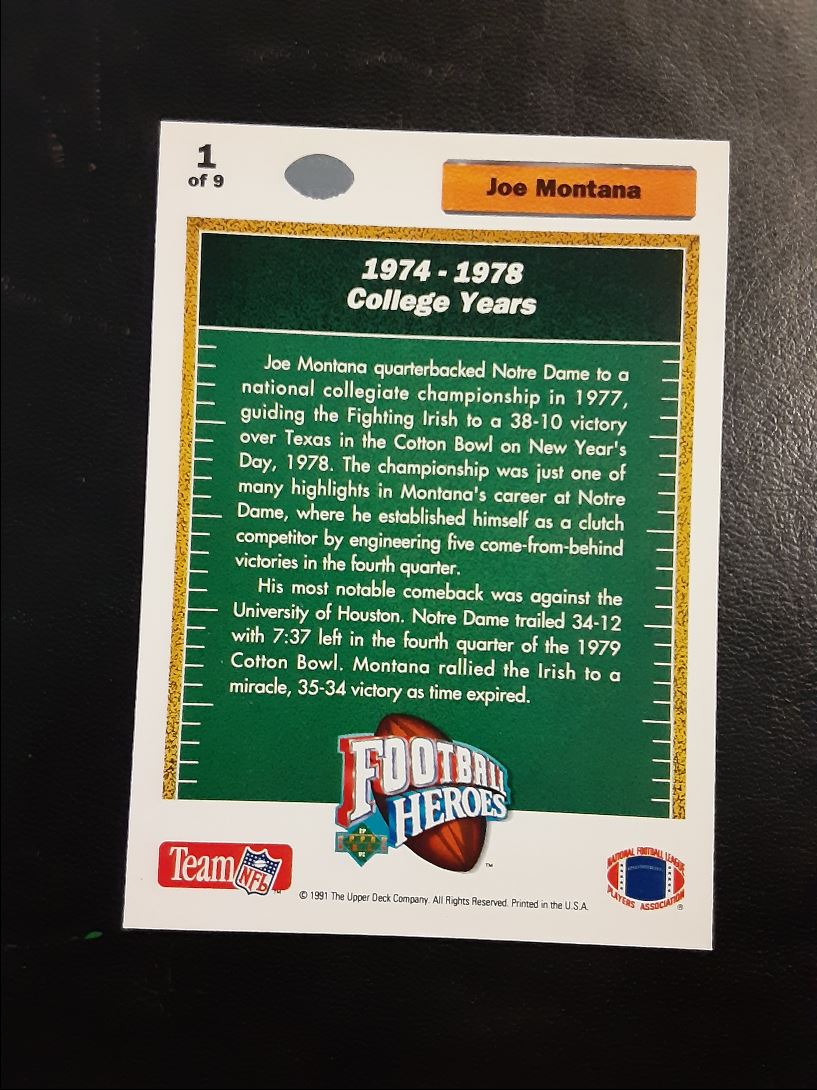 1
of 9
Joe Montana
1974 - 1978
College Years
Joe Montana quarterbacked Notre Dame to a
national collegiate championship in 1977,
guiding the Fighting Irish to a 38-10 victory
over Texas in the Cotton Bowl on New Year's
Day, 1978. The championship was just one of
many highlights in Montana's career at Notre
Dame, where he established himself as a clutch
competitor by engineering five come-from-behind
victories in the fourth quarter.
His most notable comeback was against the
University of Houston. Notre Dame trailed 34-12
with 7:37 left in the fourth quarter of the 1979
Cotton Bowl. Montana rallied the Irish to a
miracle, 35-34 victory as time expired.
FOOTBALL
HEROES
™
Team NFL
© 1991 The Upper Deck Company. All Rights Reserved. Printed in the U.S.A.
NATIONAL FOOTBALL LEAGUE
PLAYERS ASSOCIATION
®